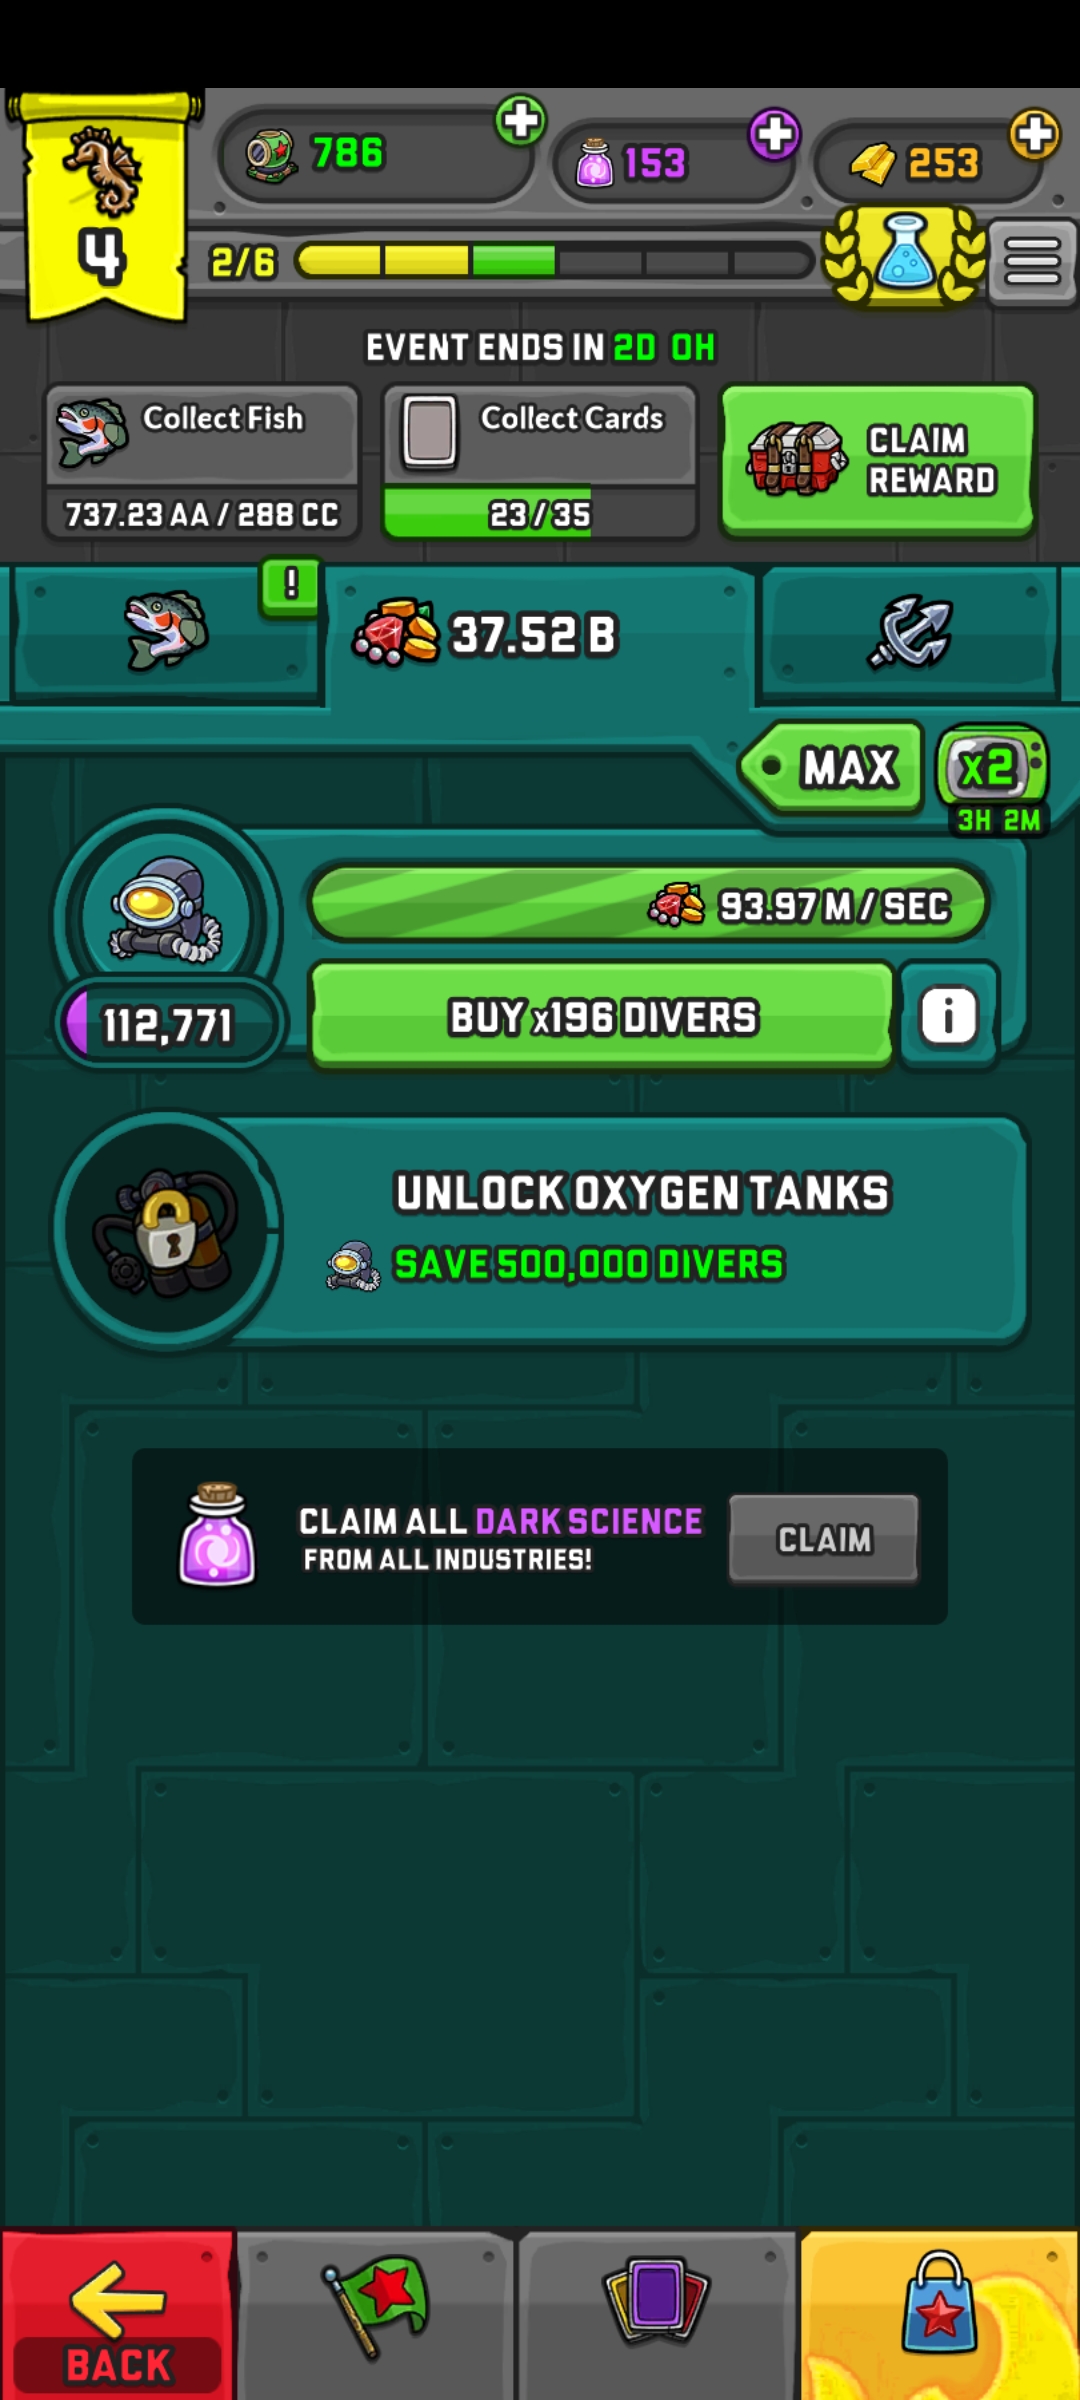 786
153
253
4
2/6
EVENT ENDS IN 2D 0H
Collect Fish
737.23 AA / 288 CC
Collect Cards
23/35
CLAIM
REWARD
!
37.52 B
MAX
x2
3H 2M
93.97 M / SEC
112,771
BUY x196 DIVERS
i
UNLOCK OXYGEN TANKS
SAVE 500,000 DIVERS
CLAIM ALL DARK SCIENCE
FROM ALL INDUSTRIES!
CLAIM
BACK